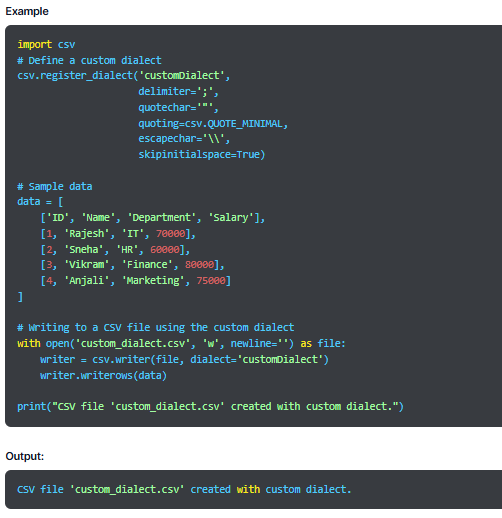 Example
import csv
# Define a custom dialect
csv.register_dialect('customDialect',
                     delimiter=';',
                     quotechar='"',
                     quoting=csv.QUOTE_MINIMAL,
                     escapechar='\\',
                     skipinitialspace=True)

# Sample data
data = [
    ['ID', 'Name', 'Department', 'Salary'],
    [1, 'Rajesh', 'IT', 70000],
    [2, 'Sneha', 'HR', 60000],
    [3, 'Vikram', 'Finance', 80000],
    [4, 'Anjali', 'Marketing', 75000]
]

# Writing to a CSV file using the custom dialect
with open('custom_dialect.csv', 'w', newline='') as file:
    writer = csv.writer(file, dialect='customDialect')
    writer.writerows(data)

print("CSV file 'custom_dialect.csv' created with custom dialect.")
Output:
CSV file 'custom_dialect.csv' created with custom dialect.